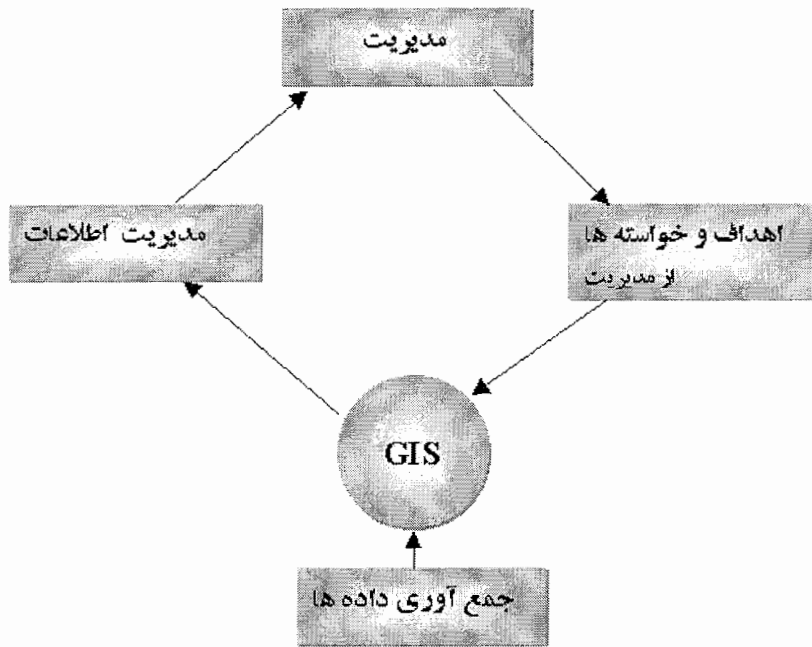 مدیریت
مدیریت اطلاعات
اهداف و خواسته ها
از مدیریت
GIS
جمع آوری داده ها